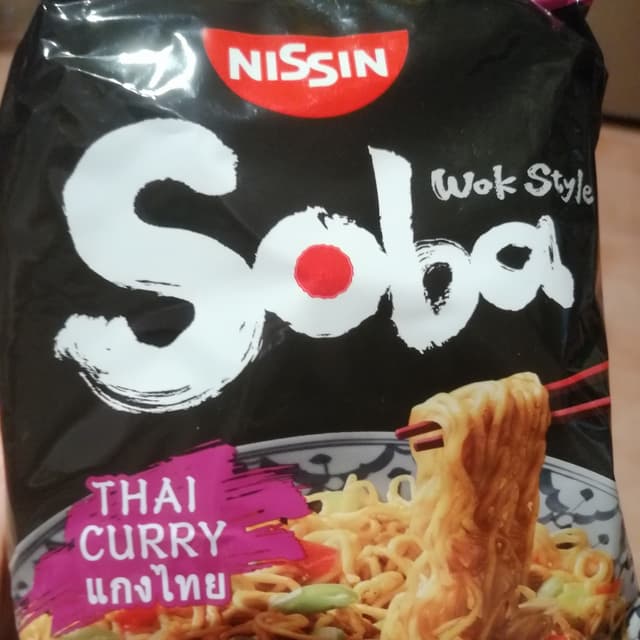 NISSIN
Wok Style
Soba
THAI
CURRY
แกงไทย